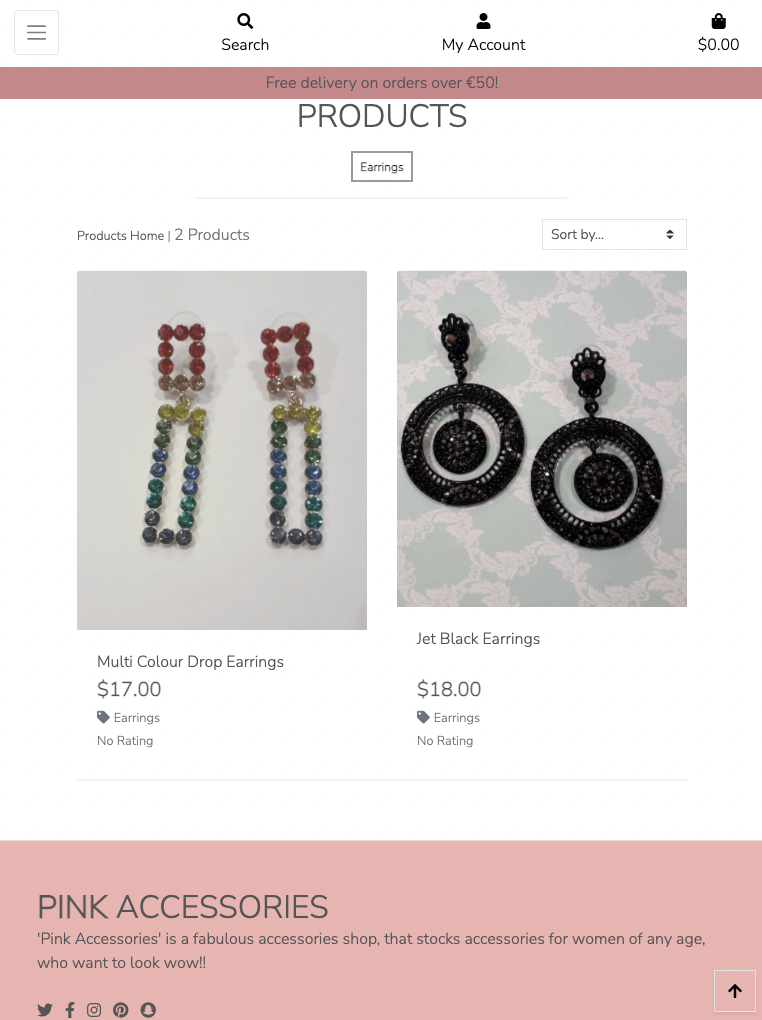 Search
My Account
$0.00
Free delivery on orders over €50!
PRODUCTS
Earrings
Products Home | 2 Products
Sort by...
Multi Colour Drop Earrings
$17.00
Earrings
No Rating
Jet Black Earrings
$18.00
Earrings
No Rating
PINK ACCESSORIES
'Pink Accessories' is a fabulous accessories shop, that stocks accessories for women of any age,
who want to look wow!!